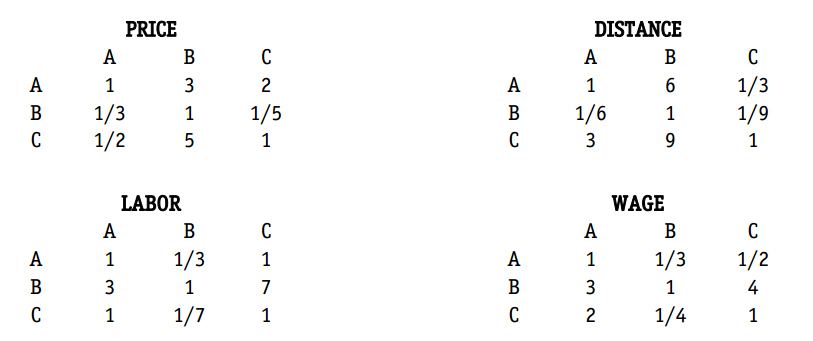 PRICE
A B C
A 1 3 2
B 1/3 1 1/5
C 1/2 5 1
DISTANCE
A B C
A 1 6 1/3
B 1/6 1 1/9
C 3 9 1
LABOR
A B C
A 1 1/3 1
B 3 1 7
C 1 1/7 1
WAGE
A B C
A 1 1/3 1/2
B 3 1 4
C 2 1/4 1